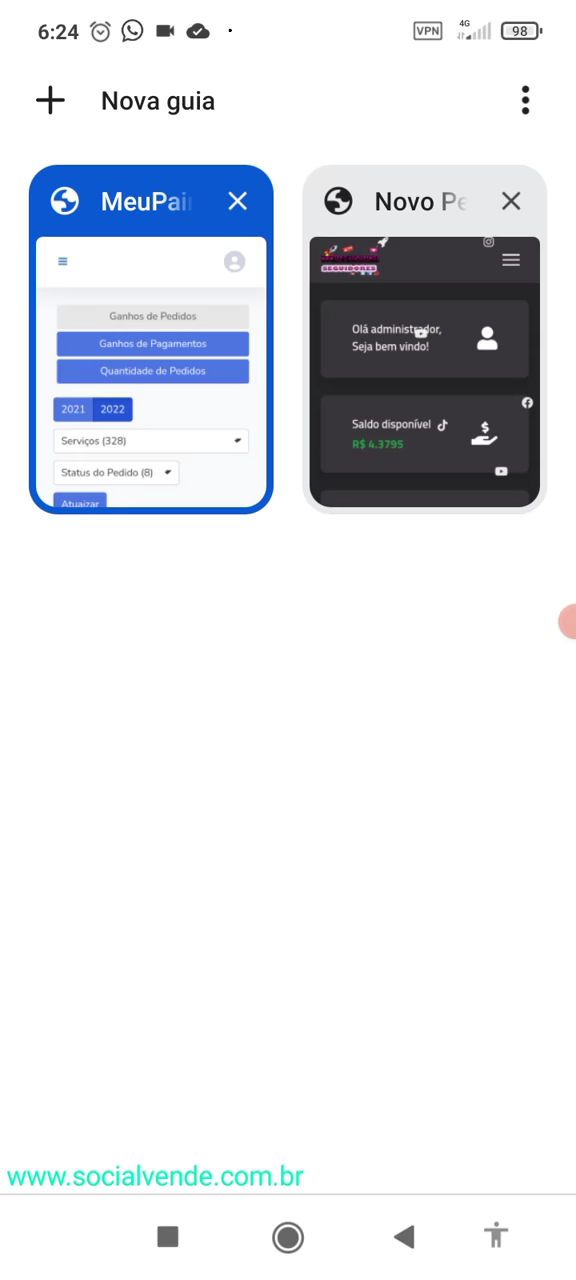 6:24
VPN
4G
98
Nova guia
MeuPai
Novo Pe
SEGUIDORES
Ganhos de Pedidos
Ganhos de Pagamentos
Quantidade de Pedidos
2021 2022
Serviços (328)
Status do Pedido (8)
Atuaizar
Olá administrador,
Seja bem vindo!
Saldo disponível
R$ 4.3795
www.socialvende.com.br